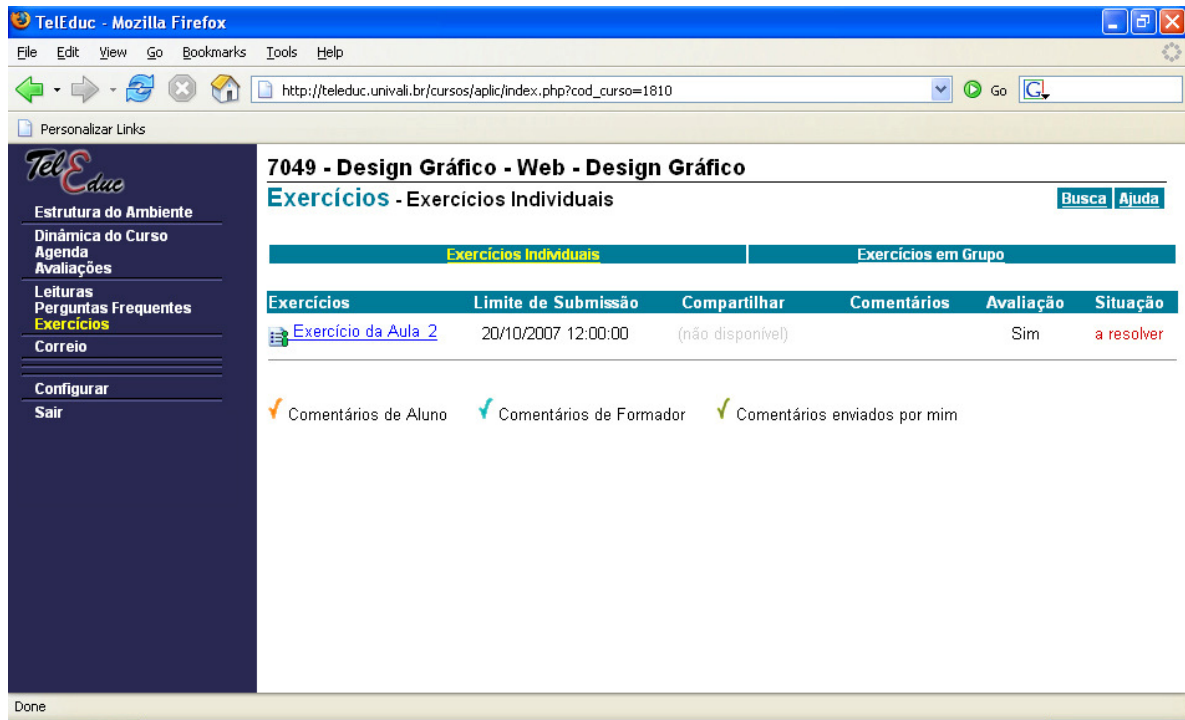 TelEduc - Mozilla Firefox
File Edit View Go Bookmarks Tools Help
http://teleduc.univali.br/cursos/aplic/index.php?cod_curso=1810 Go G
Personalizar Links
TelEduc
Estrutura do Ambiente
Dinâmica do Curso
Agenda
Avaliações
Leituras
Perguntas Frequentes
Exercícios
Correio
Configurar
Sair
7049 - Design Gráfico - Web - Design Gráfico
Exercícios - Exercícios Individuais
Busca Ajuda
Exercícios Individuais Exercícios em Grupo
Exercícios Limite de Submissão Compartilhar Comentários Avaliação Situação
Exercício da Aula 2 20/10/2007 12:00:00 (não disponível) Sim a resolver
Comentários de Aluno Comentários de Formador Comentários enviados por mim
Done